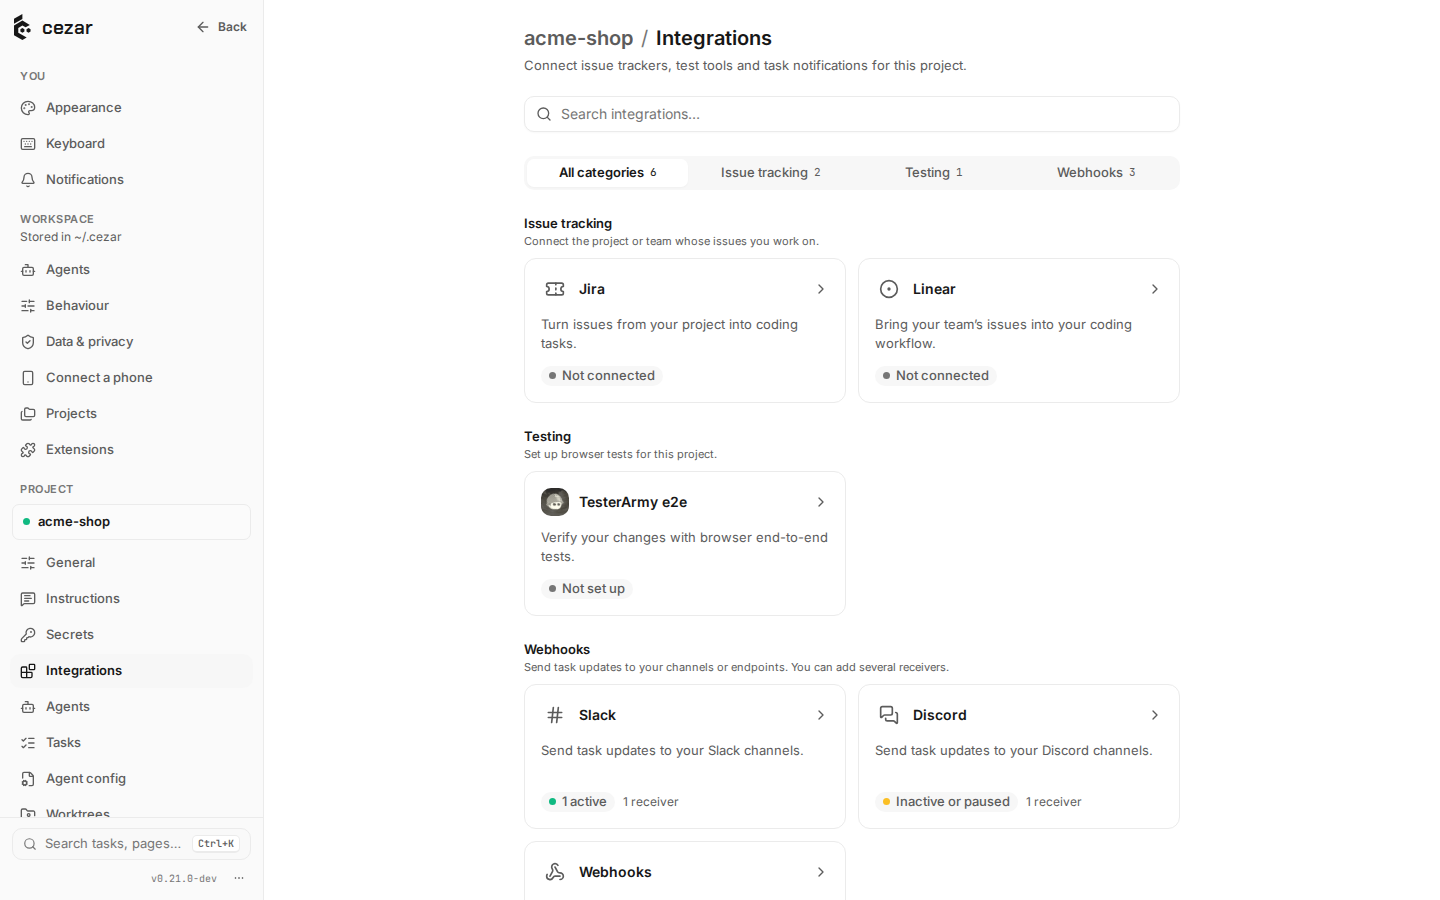 cezar
Back
YOU
Appearance
Keyboard
Notifications
WORKSPACE
Stored in ~/.cezar
Agents
Behaviour
Data & privacy
Connect a phone
Projects
Extensions
PROJECT
acme-shop
General
Instructions
Secrets
Integrations
Agents
Tasks
Agent config
Worktrees
Search tasks, pages... Ctrl+K
v0.21.0-dev ...
acme-shop / Integrations
Connect issue trackers, test tools and task notifications for this project.
Search integrations...
All categories 6 Issue tracking 2 Testing 1 Webhooks 3
Issue tracking
Connect the project or team whose issues you work on.
Jira
Turn issues from your project into coding
tasks.
Not connected
Linear
Bring your team’s issues into your coding
workflow.
Not connected
Testing
Set up browser tests for this project.
TesterArmy e2e
Verify your changes with browser end-to-end
tests.
Not set up
Webhooks
Send task updates to your channels or endpoints. You can add several receivers.
Slack
Send task updates to your Slack channels.
1 active 1 receiver
Discord
Send task updates to your Discord channels.
Inactive or paused 1 receiver
Webhooks